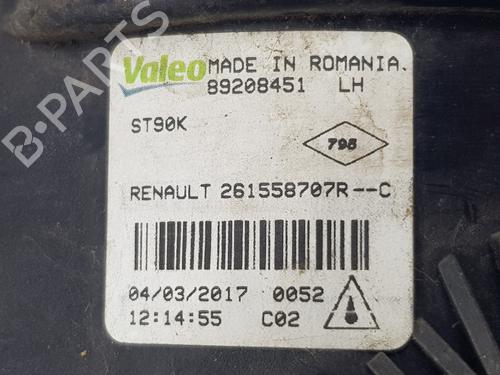 Valeo MADE IN ROMANIA.
89208451 LH
ST90K
795
RENAULT 261558707R--C
04/03/2017 0052
12:14:55 C02
B-PARTS